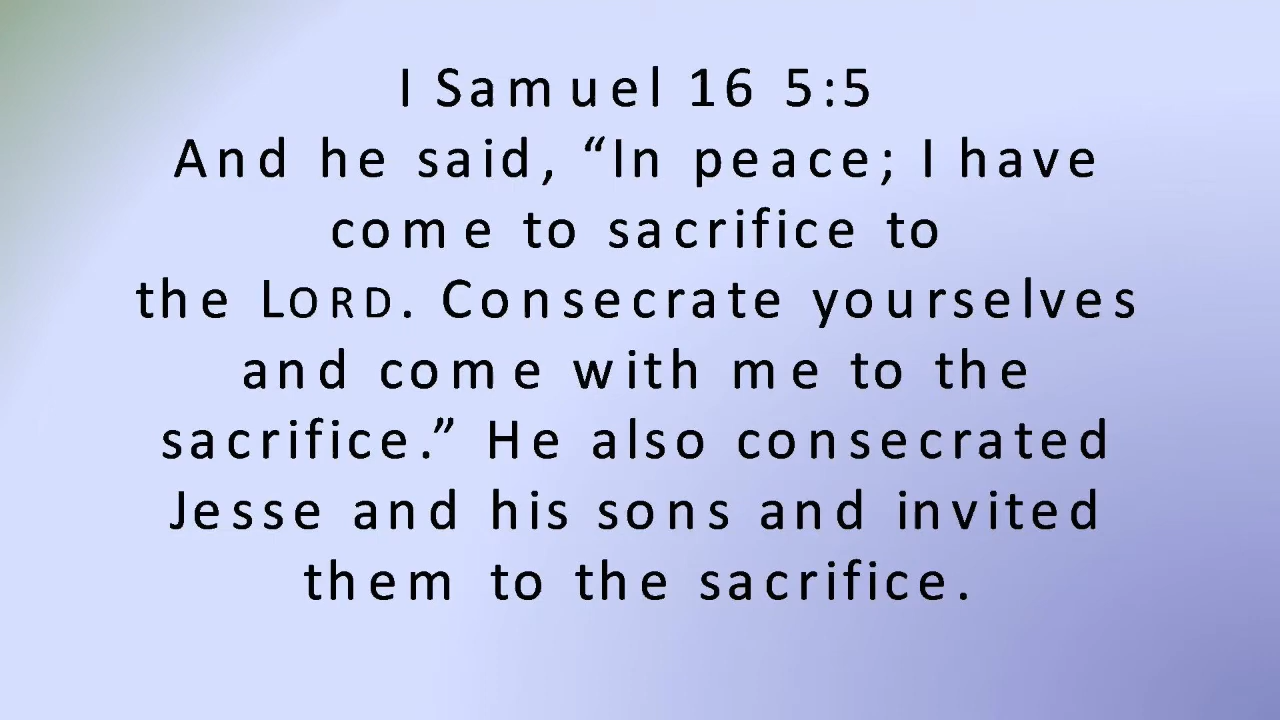 I Samuel 16 5:5
And he said, “In peace; I have
come to sacrifice to
the LORD. Consecrate yourselves
and come with me to the
sacrifice.” He also consecrated
Jesse and his sons and invited
them to the sacrifice.